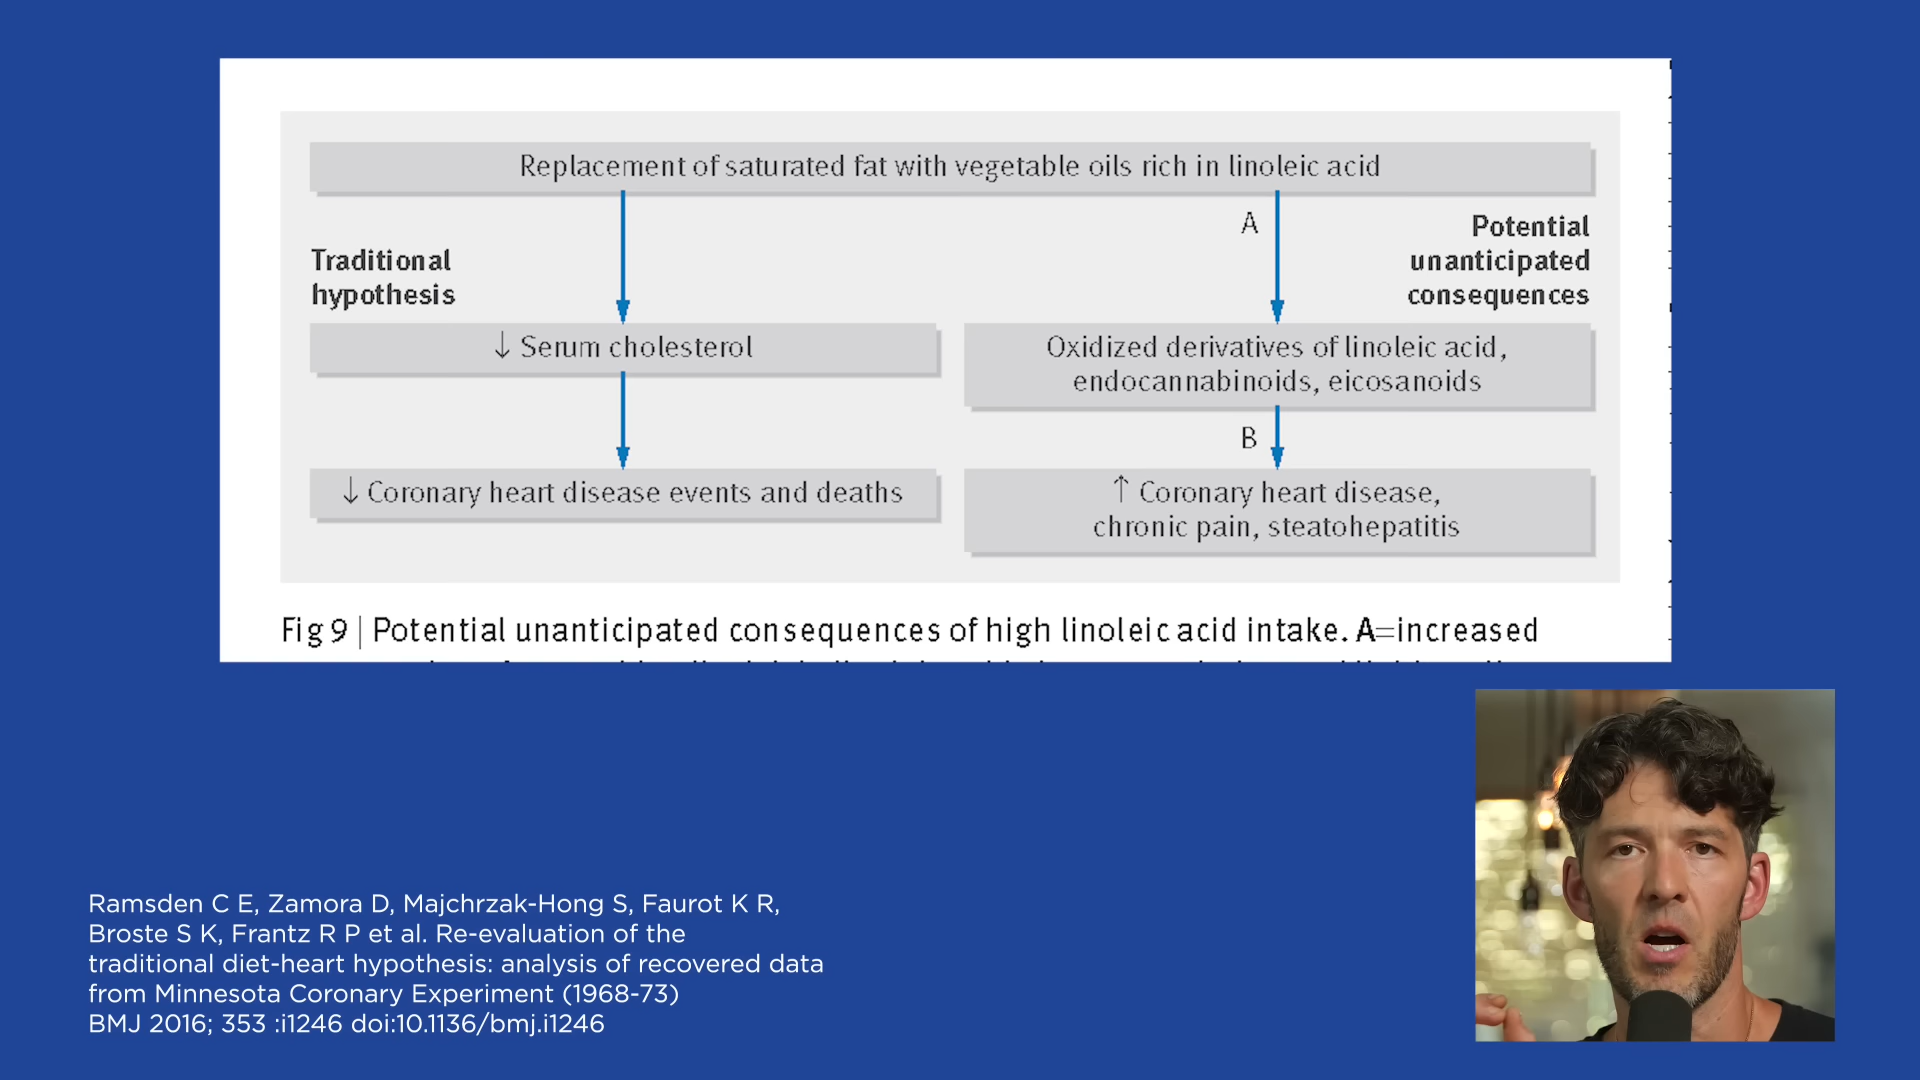 Replacement of saturated fat with vegetable oils rich in linoleic acid
Traditional
hypothesis
A
Potential
unanticipated
consequences
↓ Serum cholesterol
Oxidized derivatives of linoleic acid,
endocannabinoids, eicosanoids
B
↓ Coronary heart disease events and deaths
↑ Coronary heart disease,
chronic pain, steatohepatitis
Fig 9 | Potential unanticipated consequences of high linoleic acid intake. A=increased
Ramsden C E, Zamora D, Majchrzak-Hong S, Faurot K R,
Broste S K, Frantz R P et al. Re-evaluation of the
traditional diet-heart hypothesis: analysis of recovered data
from Minnesota Coronary Experiment (1968-73)
BMJ 2016; 353 :i1246 doi:10.1136/bmj.i1246